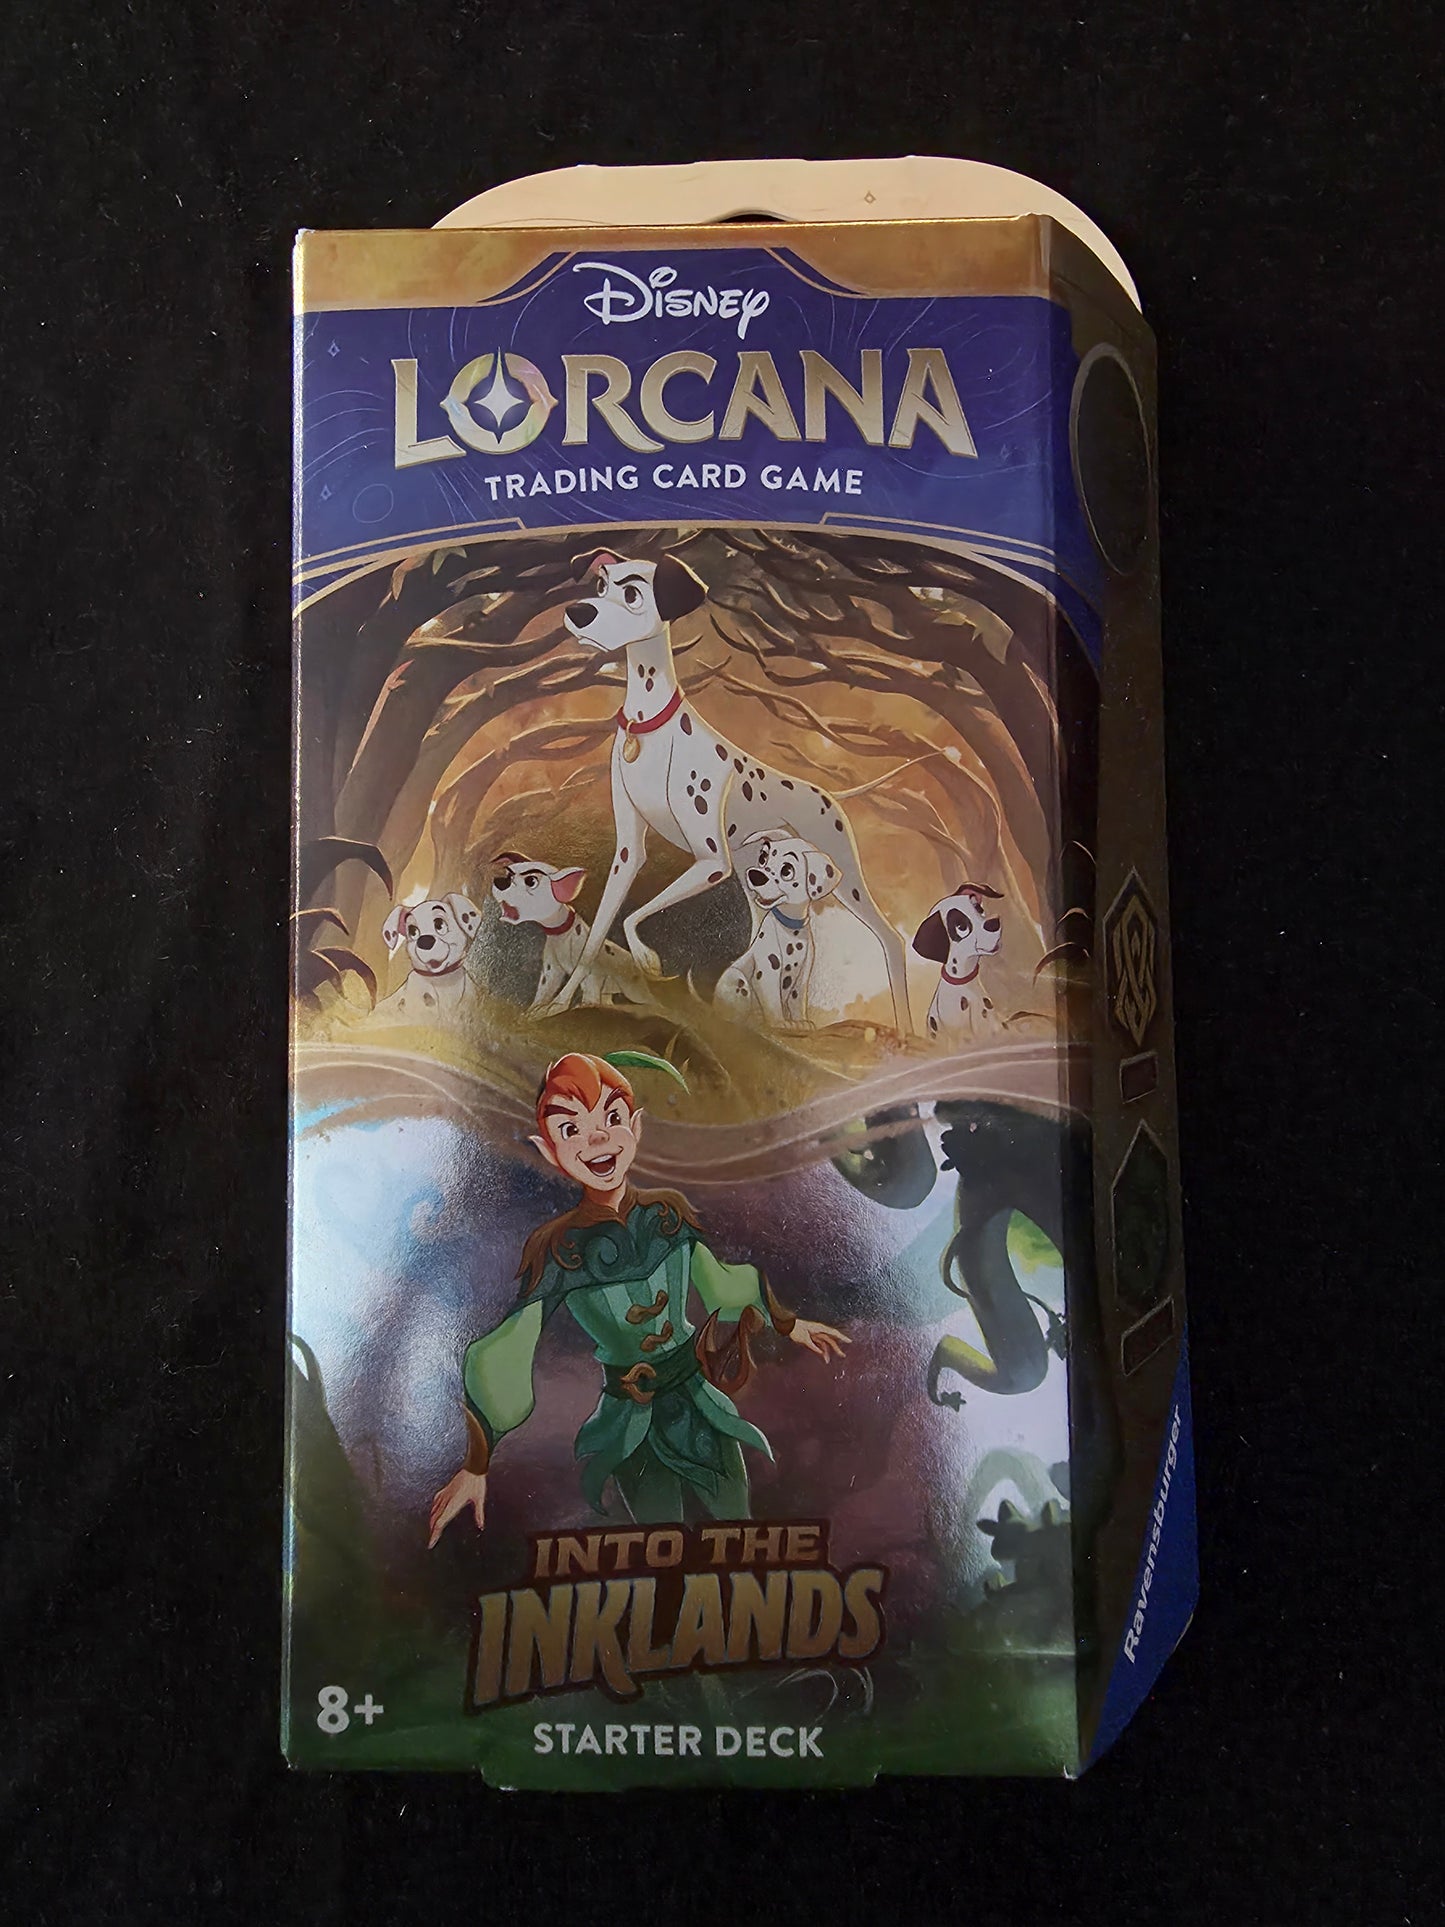 Disney
LORCANA
TRADING CARD GAME
INTO THE
INKLANDS
8+
STARTER DECK
Ravensburger